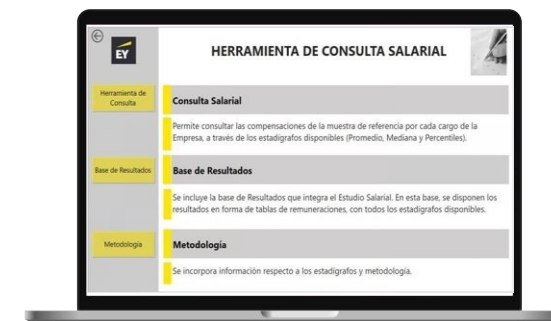 EY
HERRAMIENTA DE CONSULTA SALARIAL
Herramienta de
Consulta
Consulta Salarial
Permite consultar las compensaciones de la muestra de referencia por cada cargo de la
Empresa, a través de los estadígrafos disponibles (Promedio, Mediana y Percentiles).
Base de Resultados
Base de Resultados
Se incluye la base de Resultados que integra el Estudio Salarial. En esta base, se disponen los
resultados en forma de tablas de remuneraciones, con todos los estadígrafos disponibles.
Metodología
Metodología
Se incorpora información respecto a los estadígrafos y metodología.